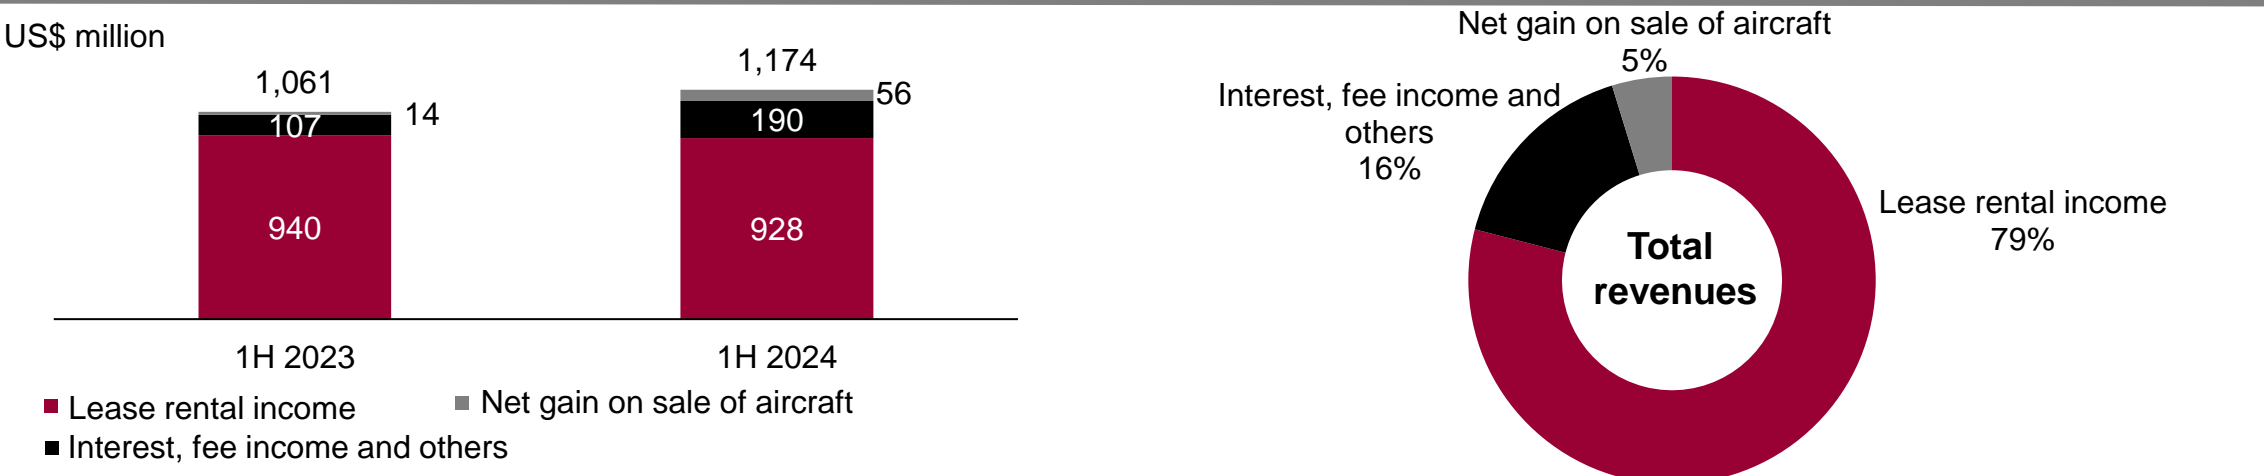 US$ million
1,061
14
107
940
1,174
56
190
928
1H 2023
1H 2024
Lease rental income
Net gain on sale of aircraft
Interest, fee income and others
Net gain on sale of aircraft
5%
Interest, fee income and
others
16%
Lease rental income
79%
Total
revenues